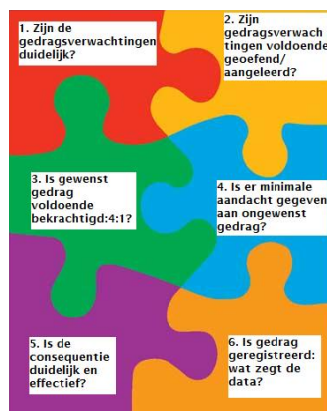 1. Zijn de
gedragsverwachtingen
duidelijk?
2. Zijn
gedragsverwach
tingen voldoende
geoefend/
aangeleerd?
3. Is gewenst
gedrag
voldoende
bekrachtigd:4:1?
4. Is er minimale
aandacht gegeven
aan ongewenst
gedrag?
5. Is de
consequentie
duidelijk en
effectief?
6. Is gedrag
geregistreerd:
wat zegt de
data?